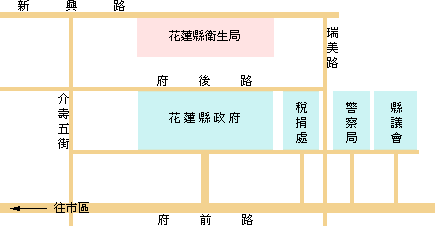 新興路
花蓮縣衛生局
瑞美路
府後路
介壽五街
花蓮縣政府
稅捐處
警察局
縣議會
往市區
府前路